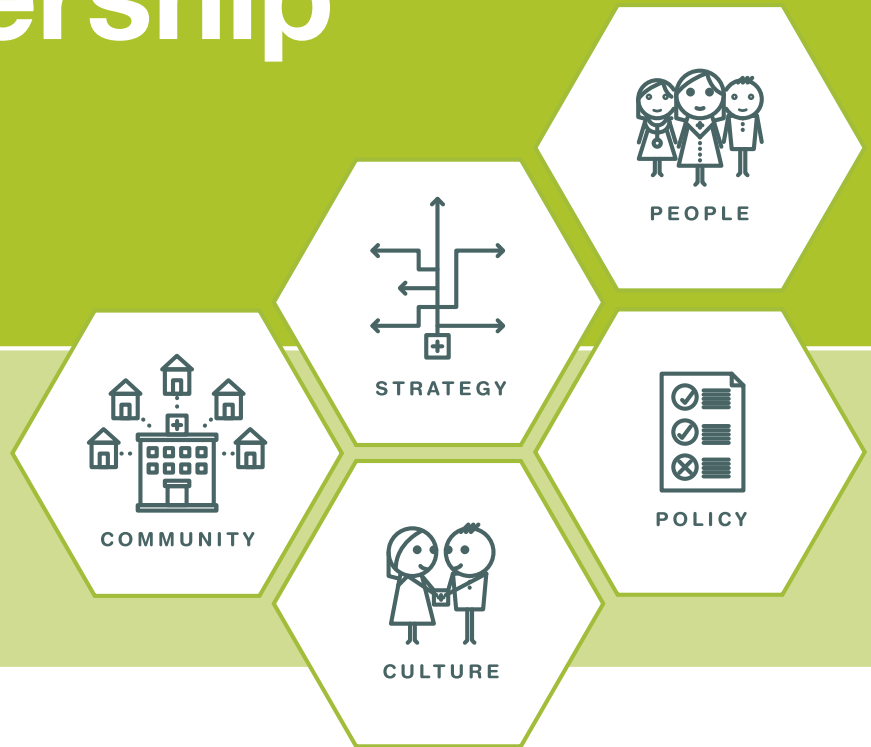 ership
PEOPLE
STRATEGY
POLICY
COMMUNITY
CULTURE